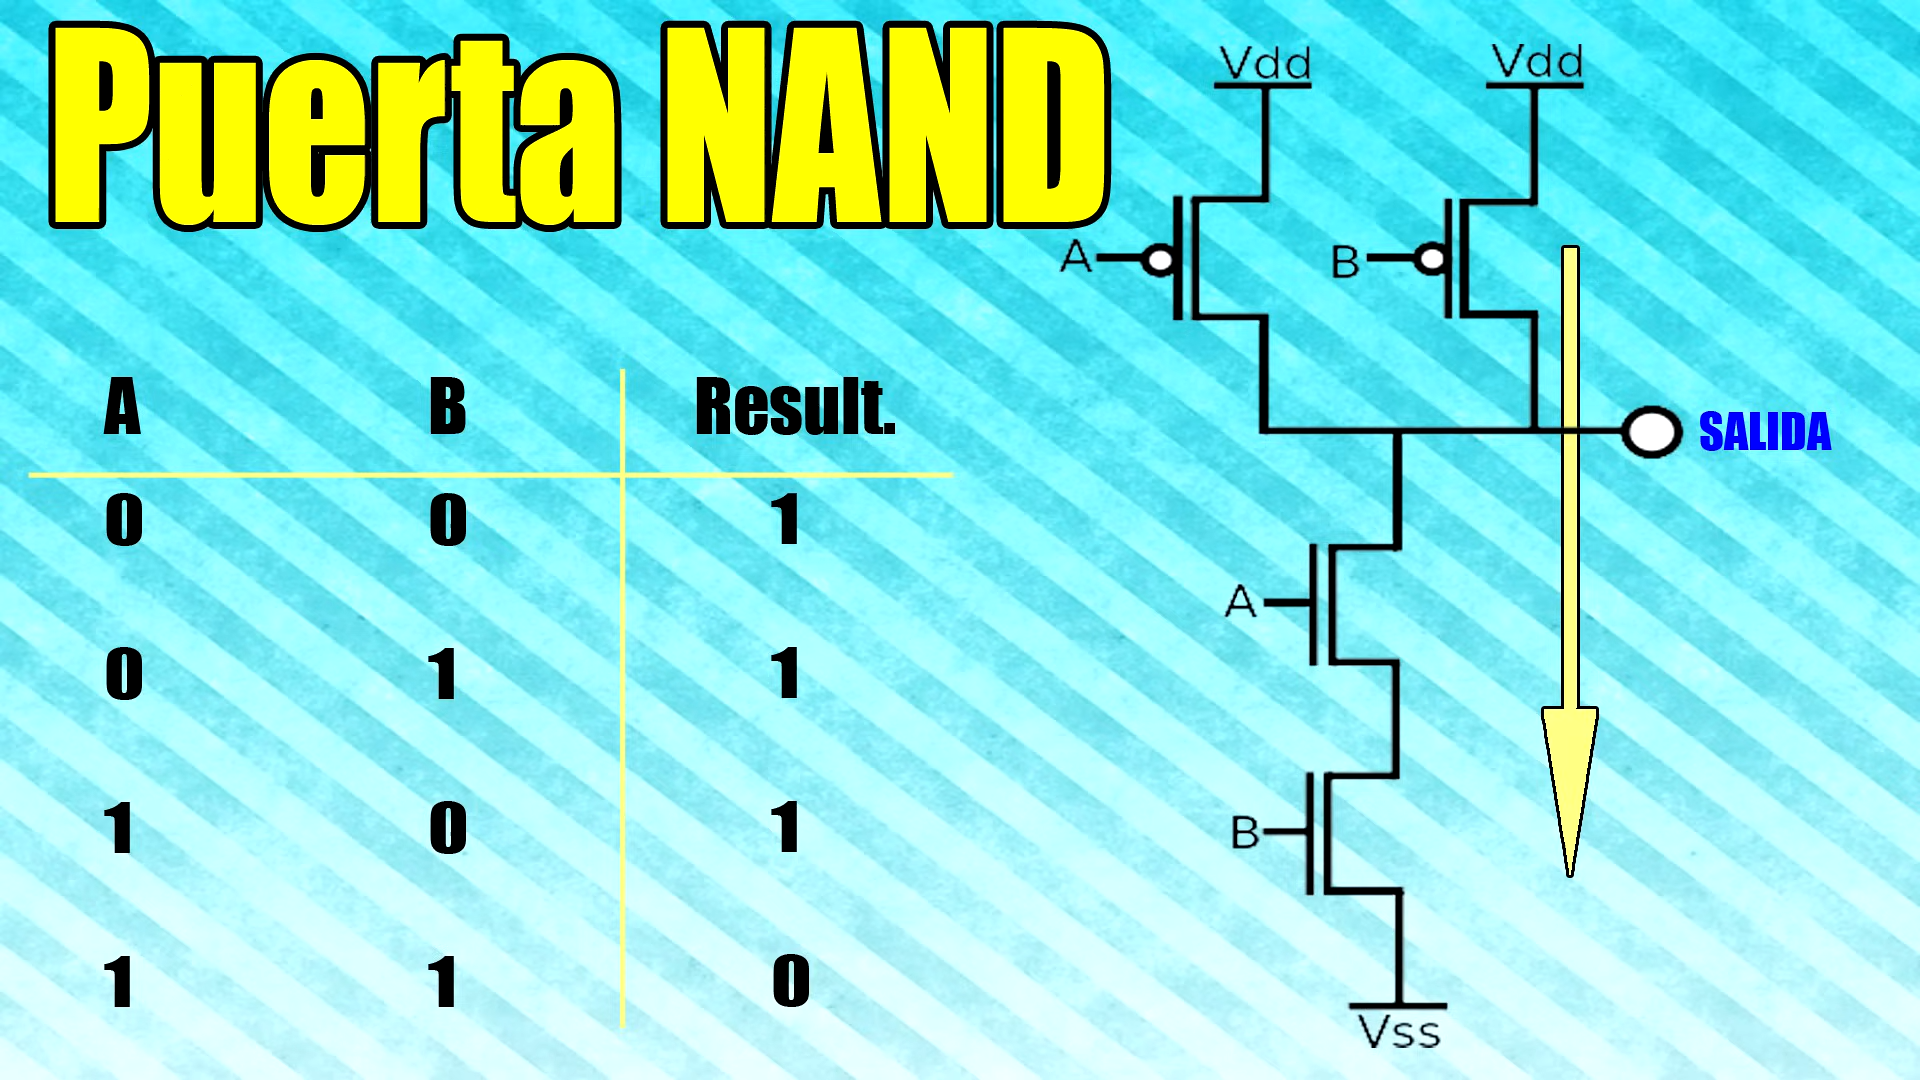 Puerta NAND
A B Result.
0 0 1
0 1 1
1 0 1
1 1 0
Vdd Vdd
A B
SALIDA
A
B
Vss